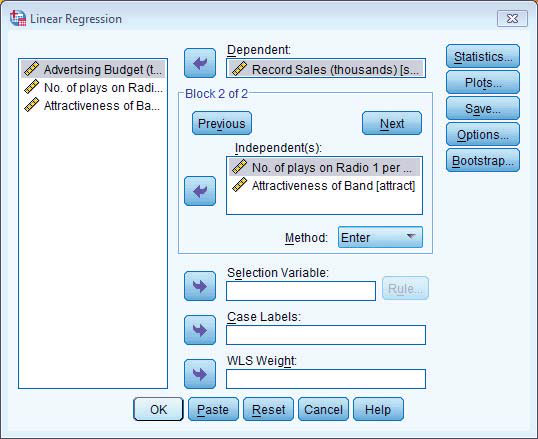 Linear Regression
Advertsing Budget (t...
No. of plays on Radi...
Attractiveness of Ba...
Dependent:
Record Sales (thousands) [s...
Block 2 of 2
Previous
Next
Independent(s):
No. of plays on Radio 1 per ...
Attractiveness of Band [attract]
Method:
Enter
Selection Variable:
Rule...
Case Labels:
WLS Weight:
Statistics...
Plots...
Save...
Options...
Bootstrap...
OK
Paste
Reset
Cancel
Help